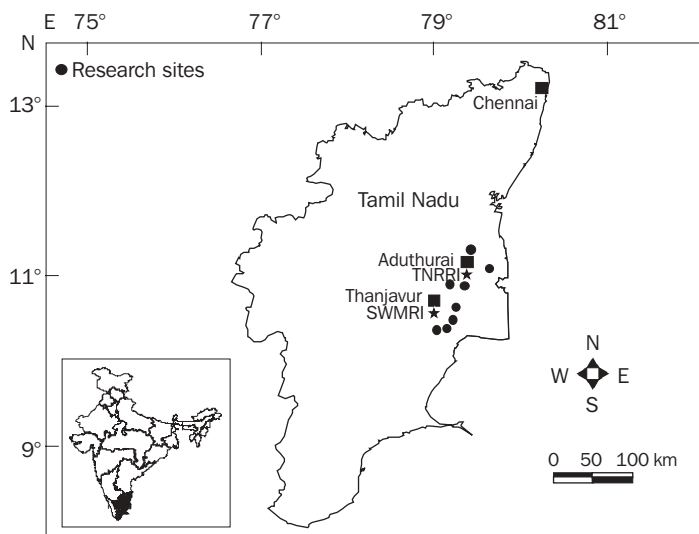 E 75° 77° 79° 81°
N
● Research sites
13°
Chennai
Tamil Nadu
Aduthurai
TNRRI
11°
Thanjavur
SWMRI
N
W E
S
9°
0 50 100 km